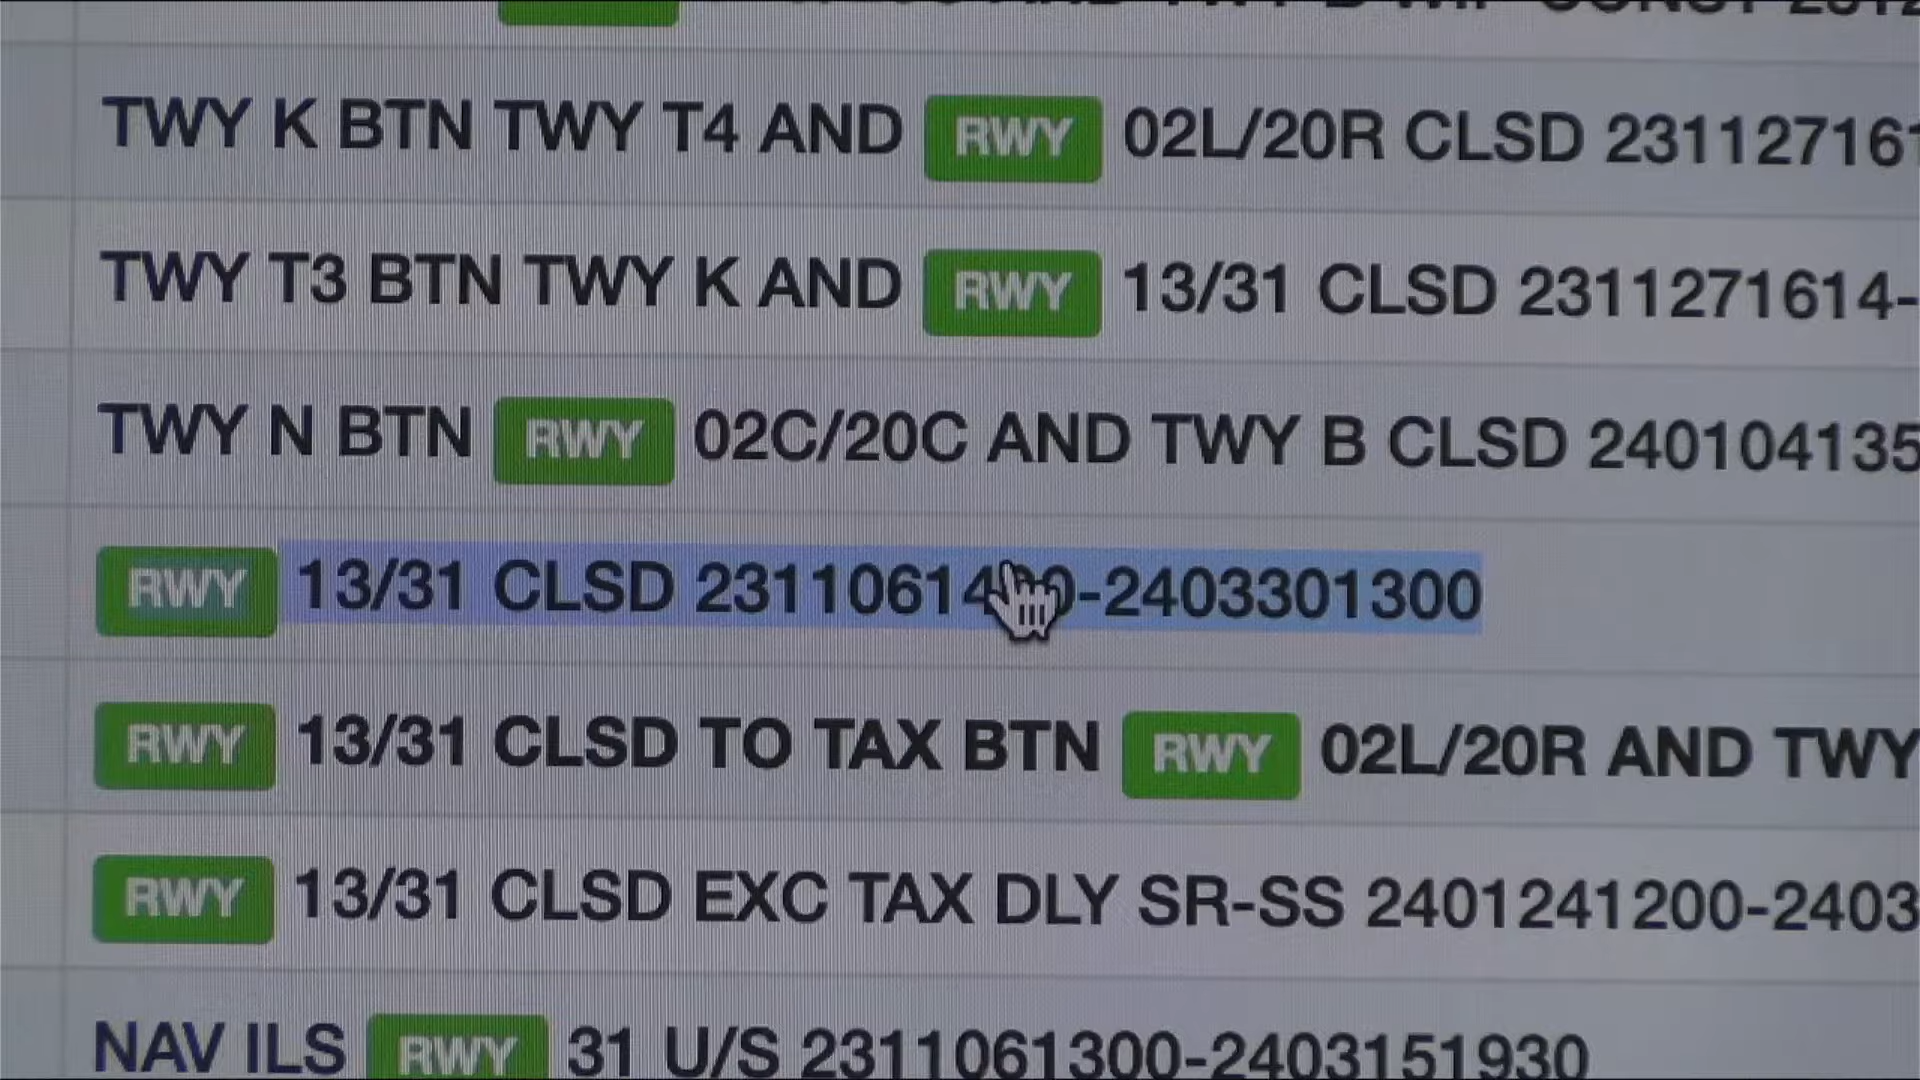 TWY K BTN TWY T4 AND RWY 02L/20R CLSD 23112716
TWY T3 BTN TWY K AND RWY 13/31 CLSD 2311271614-
TWY N BTN RWY 02C/20C AND TWY B CLSD 240104135
RWY 13/31 CLSD 2311061400-2403301300
RWY 13/31 CLSD TO TAX BTN RWY 02L/20R AND TWY
RWY 13/31 CLSD EXC TAX DLY SR-SS 2401241200-2403
NAV ILS RWY 31 U/S 2311061300-2403151930